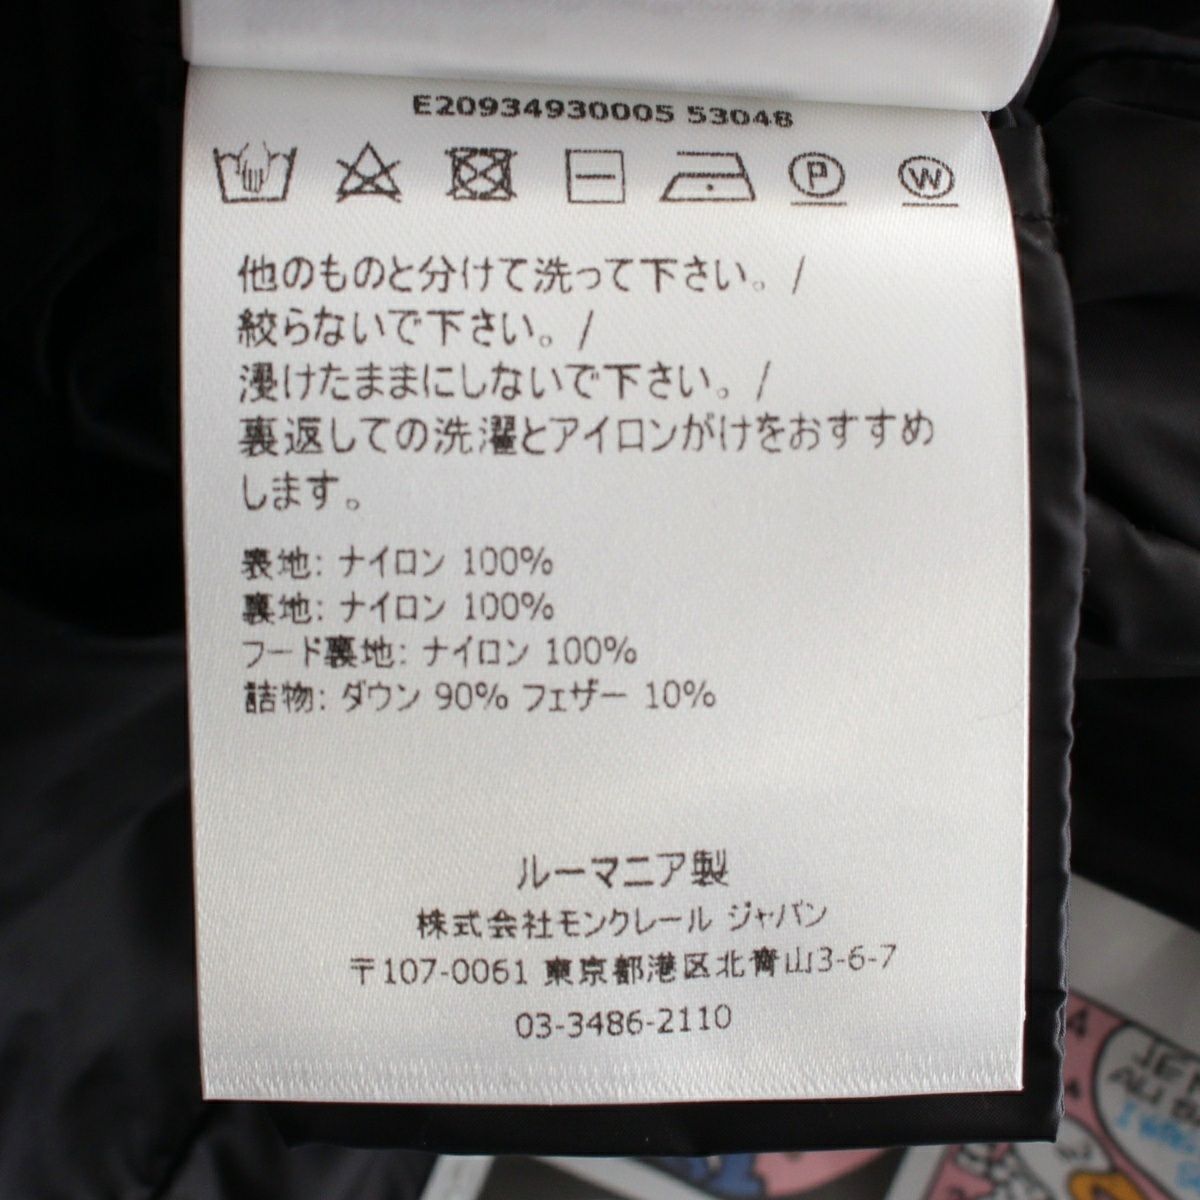 E20934930005 53048
P W
他のものと分けて洗って下さい。/
絞らないで下さい。/
浸けたままにしないで下さい。/
裏返しての洗濯とアイロンがけをおすすめ
します。
表地: ナイロン 100%
裏地: ナイロン 100%
フード裏地: ナイロン 100%
詰物: ダウン 90% フェザー 10%
ルーマニア製
株式会社モンクレール ジャパン
〒107-0061 東京都港区北青山3-6-7
03-3486-2110